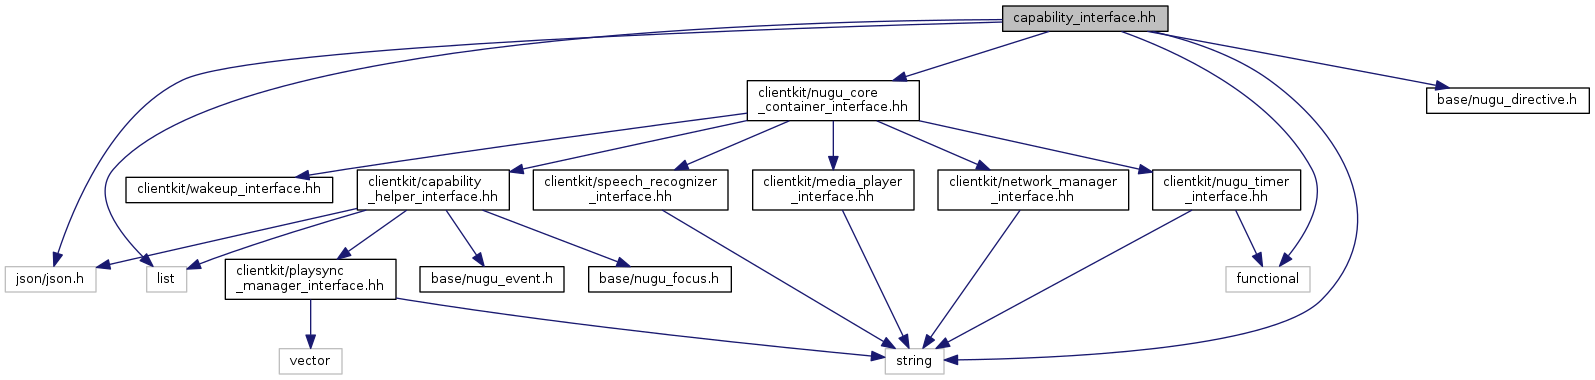 capability_interface.hh
clientkit/nugu_core
_container_interface.hh
base/nugu_directive.h
clientkit/wakeup_interface.hh
clientkit/capability
_helper_interface.hh
clientkit/speech_recognizer
_interface.hh
clientkit/media_player
_interface.hh
clientkit/network_manager
_interface.hh
clientkit/nugu_timer
_interface.hh
json/json.h
list
clientkit/playsync
_manager_interface.hh
base/nugu_event.h
base/nugu_focus.h
functional
vector
string